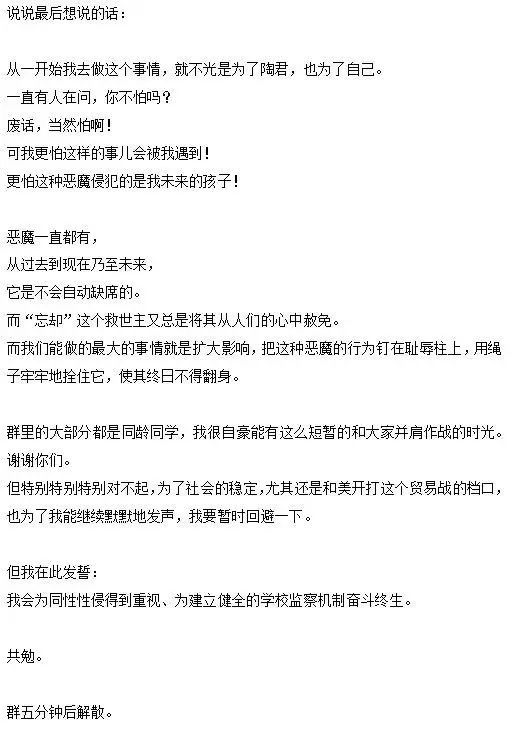 说说最后想说的话：
从一开始我去做这个事情，就不光是为了陶君，也为了自己。
一直有人在问，你不怕吗？
废话，当然怕啊！
可我更怕这样的事儿会被我遇到！
更怕这种恶魔侵犯的是我未来的孩子！
恶魔一直都有，
从过去到现在乃至未来，
它是不会自动缺席的。
而“忘却”这个救世主又总是将其从人们的心中赦免。
而我们能做的最大的事情就是扩大影响，把这种恶魔的行为钉在耻辱柱上，用绳
子牢牢地拴住它，使其终日不得翻身。
群里的大部分都是同龄同学，我很自豪能有这么短暂的和大家并肩作战的时光。
谢谢你们。
但特别特别特别对不起，为了社会的稳定，尤其还是和美开打这个贸易战的档口，
也为了我能继续默默地发声，我要暂时回避一下。
但我在此发誓：
我会为同性性侵得到重视、为建立健全的学校监察机制奋斗终生。
共勉。
群五分钟后解散。